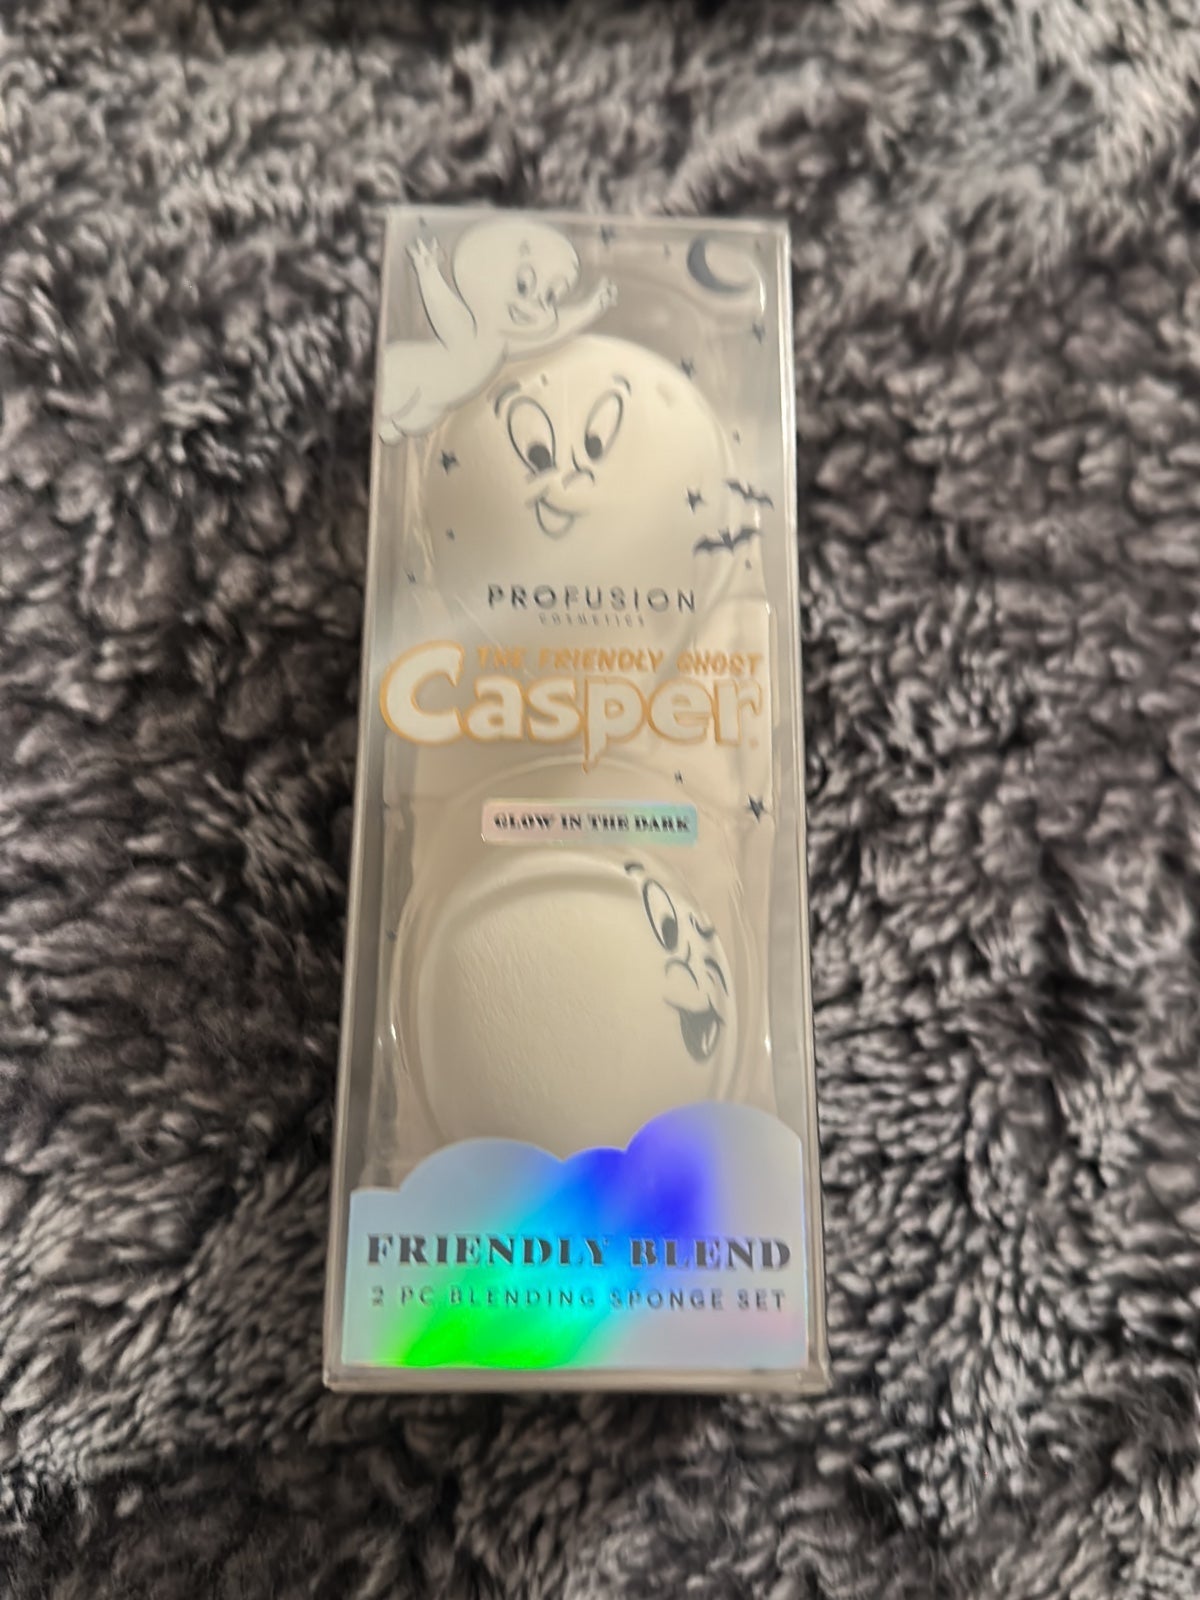 PROFUSION
COSMETICS
THE FRIENDLY GHOST
Casper
GLOW IN THE DARK
FRIENDLY BLEND
2 PC BLENDING SPONGE SET